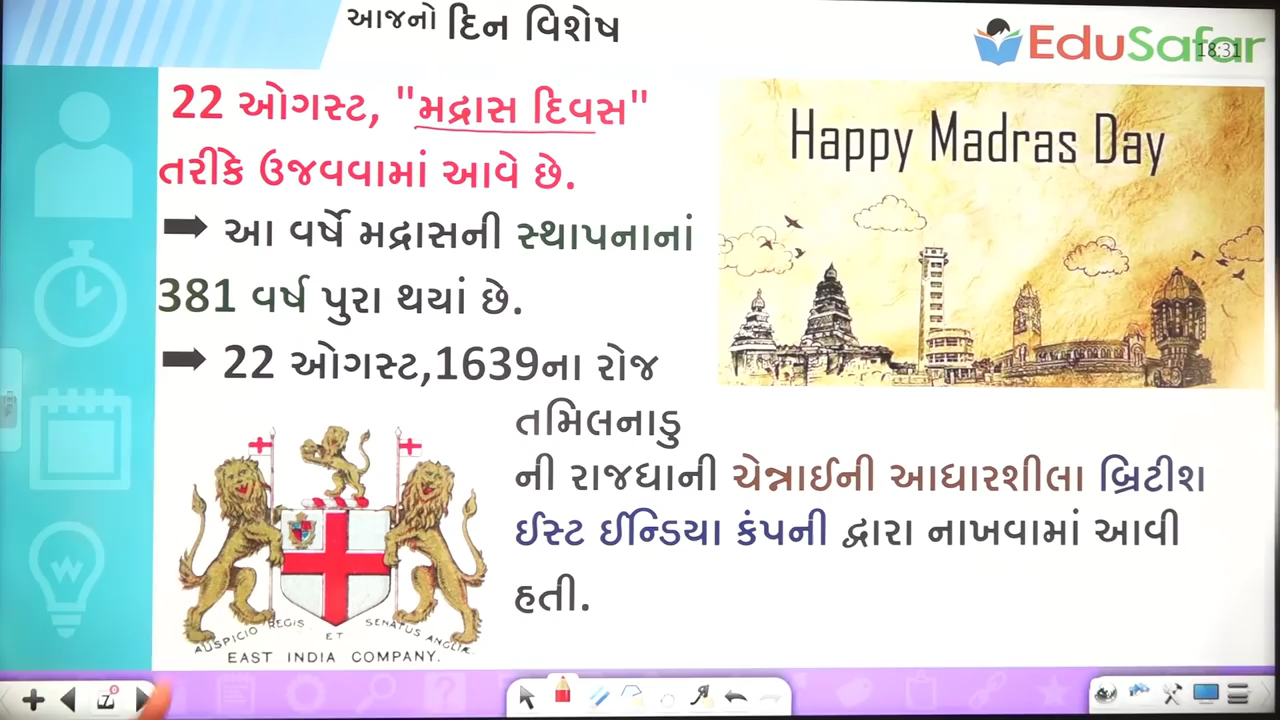 આજનો દિન વિશેષ
EduSafar
18:31
22 ઓગસ્ટ, "મદ્રાસ દિવસ"
તરીકે ઉજવવામાં આવે છે.
Happy Madras Day
➡ આ વર્ષે મદ્રાસની સ્થાપનાનાં
381 વર્ષ પુરા થયાં છે.
➡ 22 ઓગસ્ટ,1639ના રોજ
તમિલનાડુ
ની રાજધાની ચેન્નાઈની આધારશીલા બ્રિટીશ
ઈસ્ટ ઈન્ડિયા કંપની દ્વારા નાખવામાં આવી
હતી.
AUSPICIO REGIS ET SENATUS ANGLIÆ
EAST INDIA COMPANY.